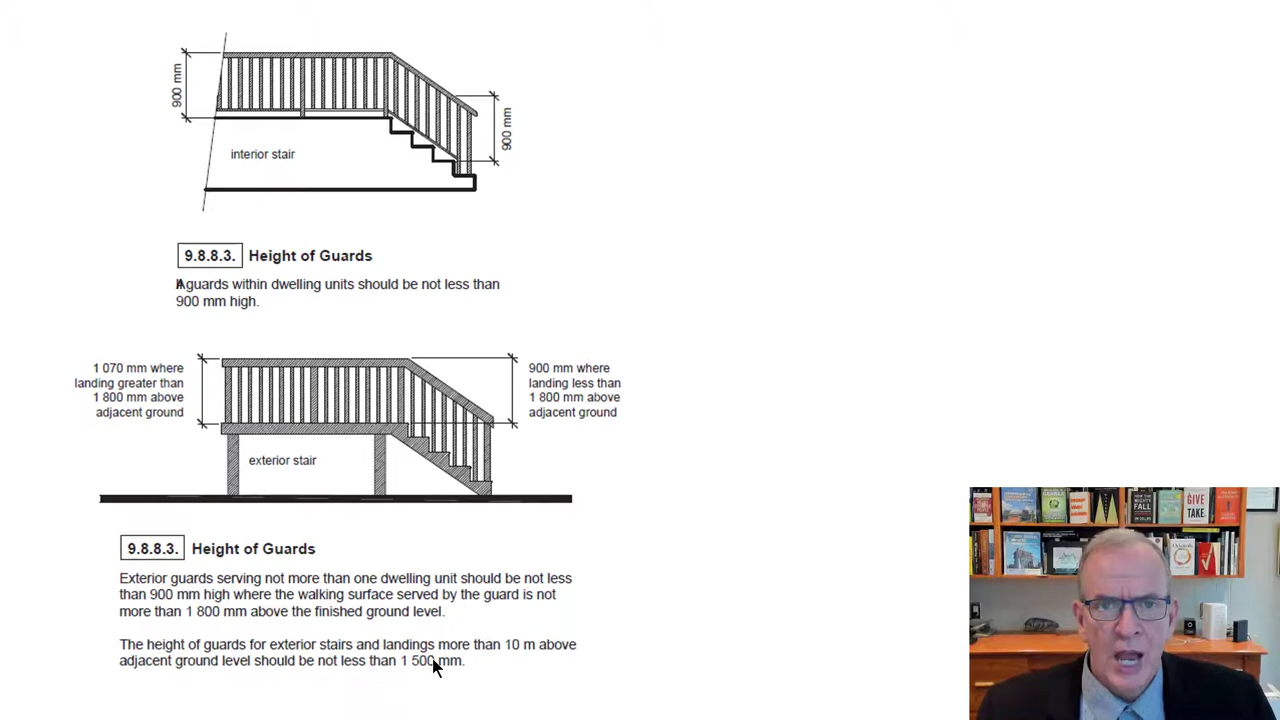 900 mm
900 mm
interior stair
9.8.8.3. Height of Guards
guards within dwelling units should be not less than
900 mm high.
1 070 mm where
landing greater than
1 800 mm above
adjacent ground
900 mm where
landing less than
1 800 mm above
adjacent ground
exterior stair
9.8.8.3. Height of Guards
Exterior guards serving not more than one dwelling unit should be not less
than 900 mm high where the walking surface served by the guard is not
more than 1 800 mm above the finished ground level.
The height of guards for exterior stairs and landings more than 10 m above
adjacent ground level should be not less than 1 500 mm.
HOW THE
MIGHTY
FALL
GIVE
TAKE